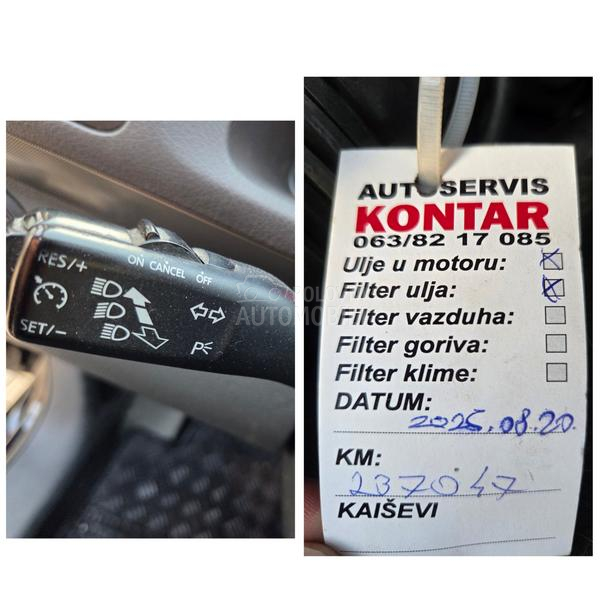 RES/+
ON CANCEL OFF
SET/-
P
AUTOSERVIS
KONTAR
063/82 17 085
Ulje u motoru:
Filter ulja:
Filter vazduha:
Filter goriva:
Filter klime:
DATUM:
2025.08.20.
KM:
237047
KAIŠEVI